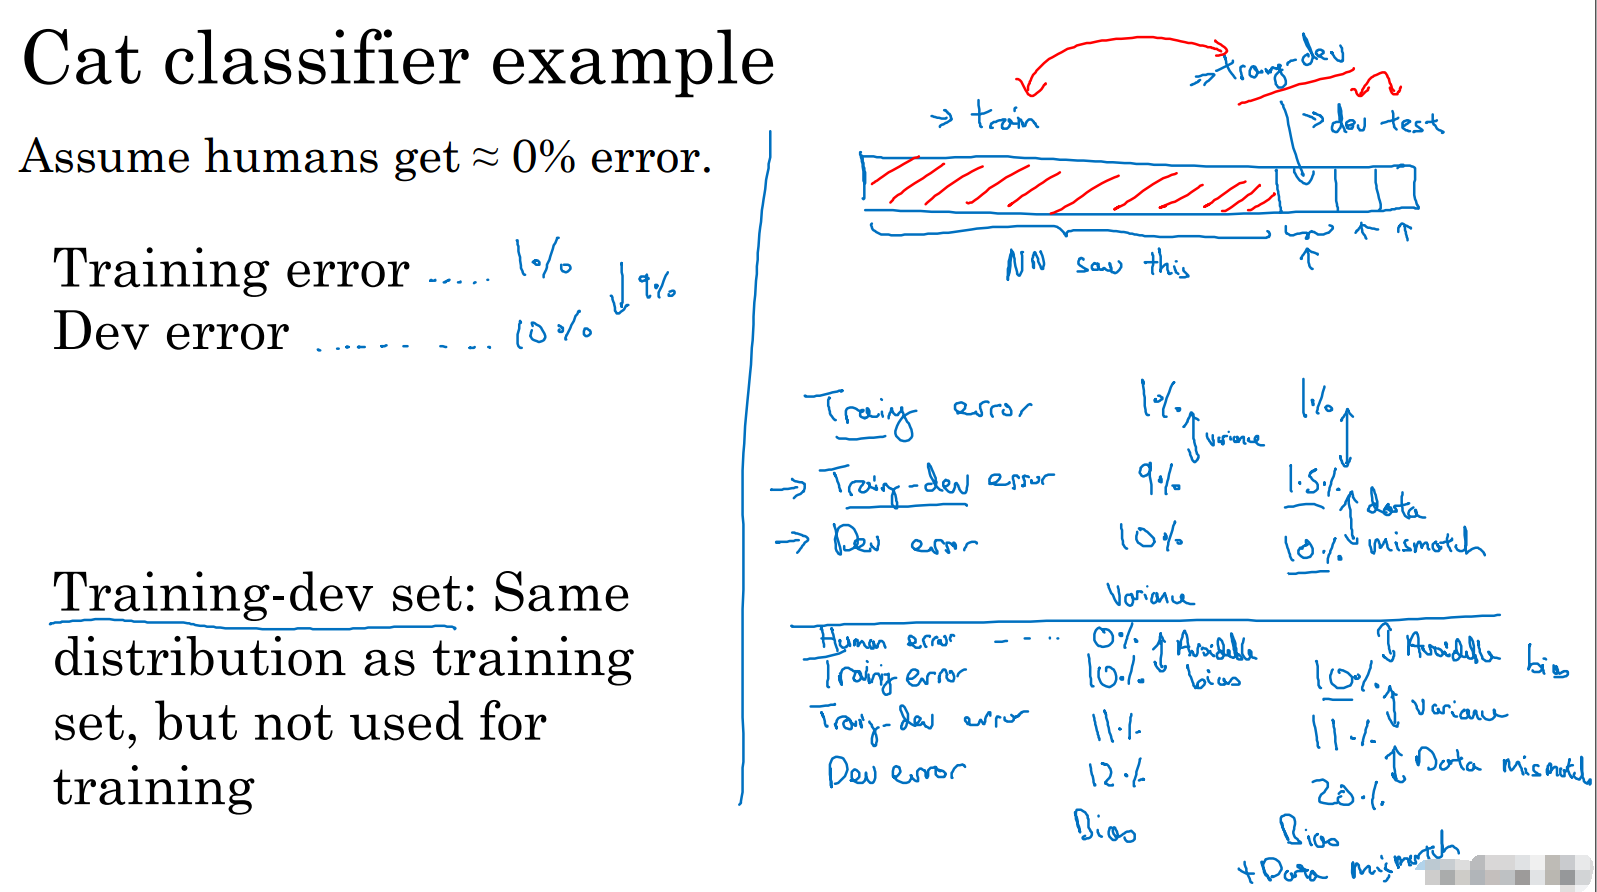 Cat classifier example
Assume humans get ≈ 0% error.
Training error ..... 1%
↓ 9%
Dev error ........ 10%
Training-dev set: Same
distribution as training
set, but not used for
training
→ train
→ traing-dev
→ dev test
NN saw this
Traing error 1% 1%
↕ variance
→ Traing-dev error 9% 1.5%
↕ data
mismatch
→ Dev error 10% 10%
Variance
Human error ---.. 0% ↕ Avoidable bias
↕ Avoidable bias
Training error 10% 10%
↕ Variance
Traing-dev error 11% 11%
↕ Data mismatch
Dev error 12% 20%
Bias Bias
+ Data mismatch